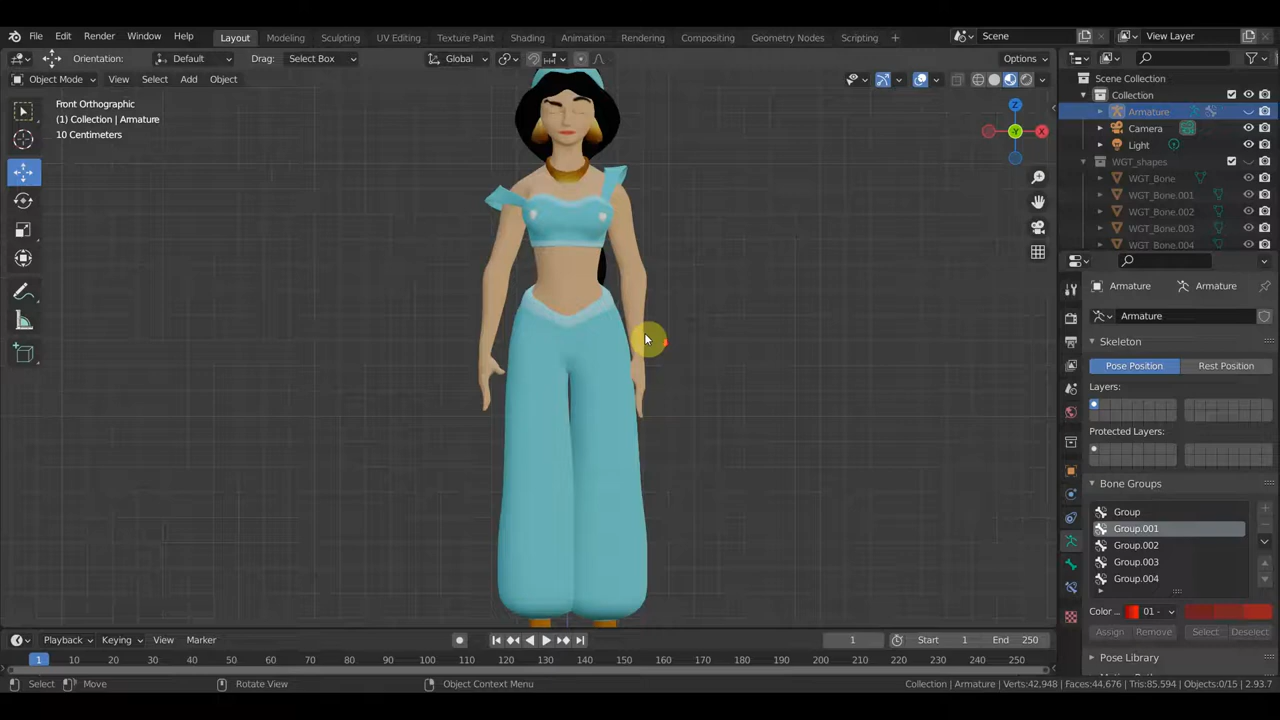 File Edit Render Window Help Layout Modeling Sculpting UV Editing Texture Paint Shading Animation Rendering Compositing Geometry Nodes Scripting + Scene View Layer
Orientation: Default Drag: Select Box Global Options
Object Mode View Select Add Object
Front Orthographic
(1) Collection | Armature
10 Centimeters
Z
Y
X
Scene Collection
Collection
Armature
Camera
Light
WGT_shapes
WGT_Bone
WGT_Bone.001
WGT_Bone.002
WGT_Bone.003
WGT_Bone.004
Armature Armature
Armature
Skeleton
Pose Position Rest Position
Layers:
Protected Layers:
Bone Groups
Group
Group.001
Group.002
Group.003
Group.004
Color ... 01 -
Assign Remove Select Deselect
Pose Library
Playback Keying View Marker 1 Start 1 End 250
1 10 20 30 40 50 60 70 80 90 100 110 120 130 140 150 160 170 180 190 200 210 220 230 240 250
Select Move Rotate View Object Context Menu Collection | Armature | Verts:42,948 | Faces:44,676 | Tris:85,594 | Objects:0/15 | 2.93.7